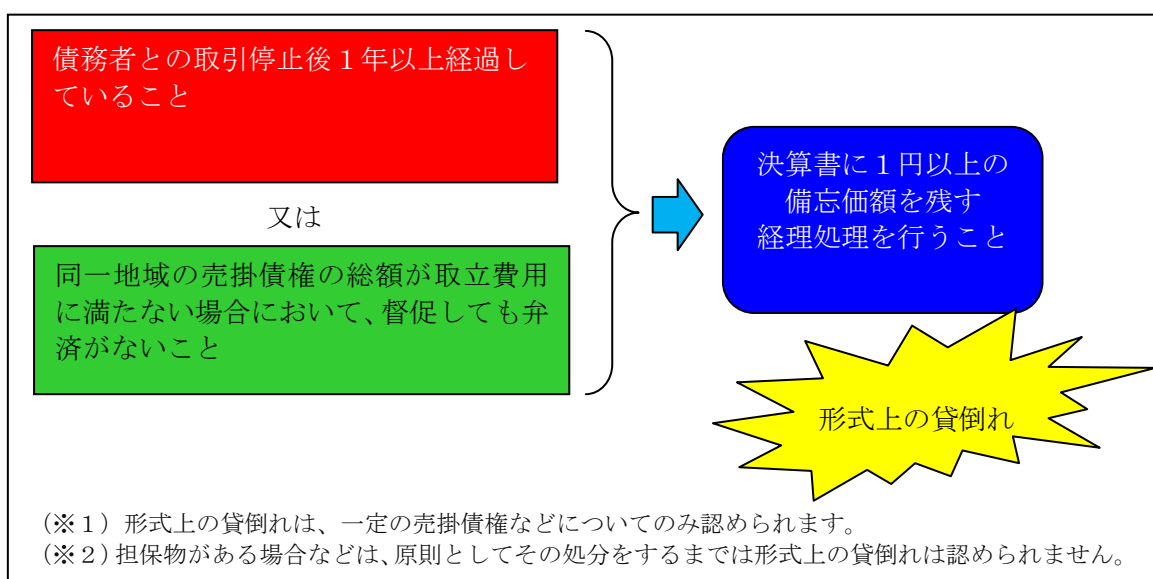 債務者との取引停止後１年以上経過し
ていること
又は
同一地域の売掛債権の総額が取立費用
に満たない場合において、督促しても弁
済がないこと
決算書に１円以上の
備忘価額を残す
経理処理を行うこと
形式上の貸倒れ
(※１) 形式上の貸倒れは、一定の売掛債権などについてのみ認められます。
(※２) 担保物がある場合などは、原則としてその処分をするまでは形式上の貸倒れは認められません。